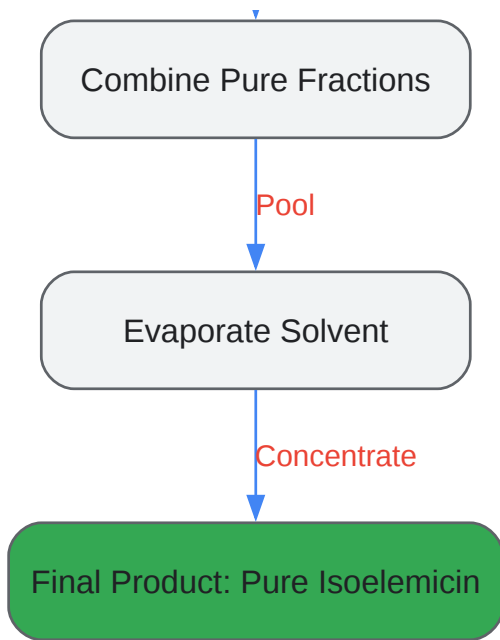 Combine Pure Fractions
Pool
Evaporate Solvent
Concentrate
Final Product: Pure Isoelemicin